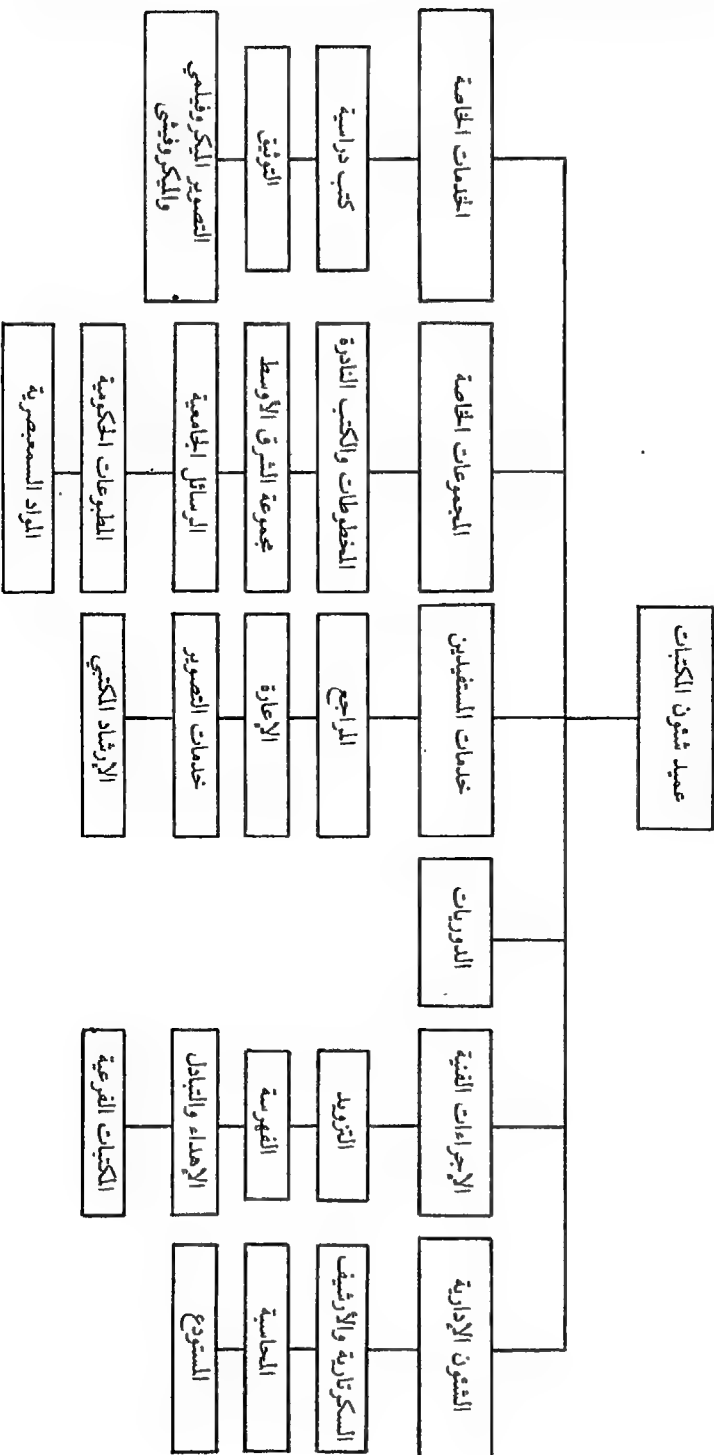 عميد شئون المكتبات
الشئون الإدارية
السكرتارية والأرشيف
المحاسبة
المستودع
الإجراءات الفنية
التزويد
الفهرسة
الإهداء والتبادل
المكتبات الفرعية
الدوريات
خدمات المستفيدين
المراجع
الإعارة
خدمات التصوير
الإرشاد المكتبي
المجموعات الخاصة
المخطوطات والكتب النادرة
مجموعة الشرق الأوسط
الرسائل الجامعية
المطبوعات الحكومية
المواد السمعبصرية
الخدمات الخاصة
كتب دراسية
التوثيق
التصوير الميكروفيلمي
والميكروفيشي